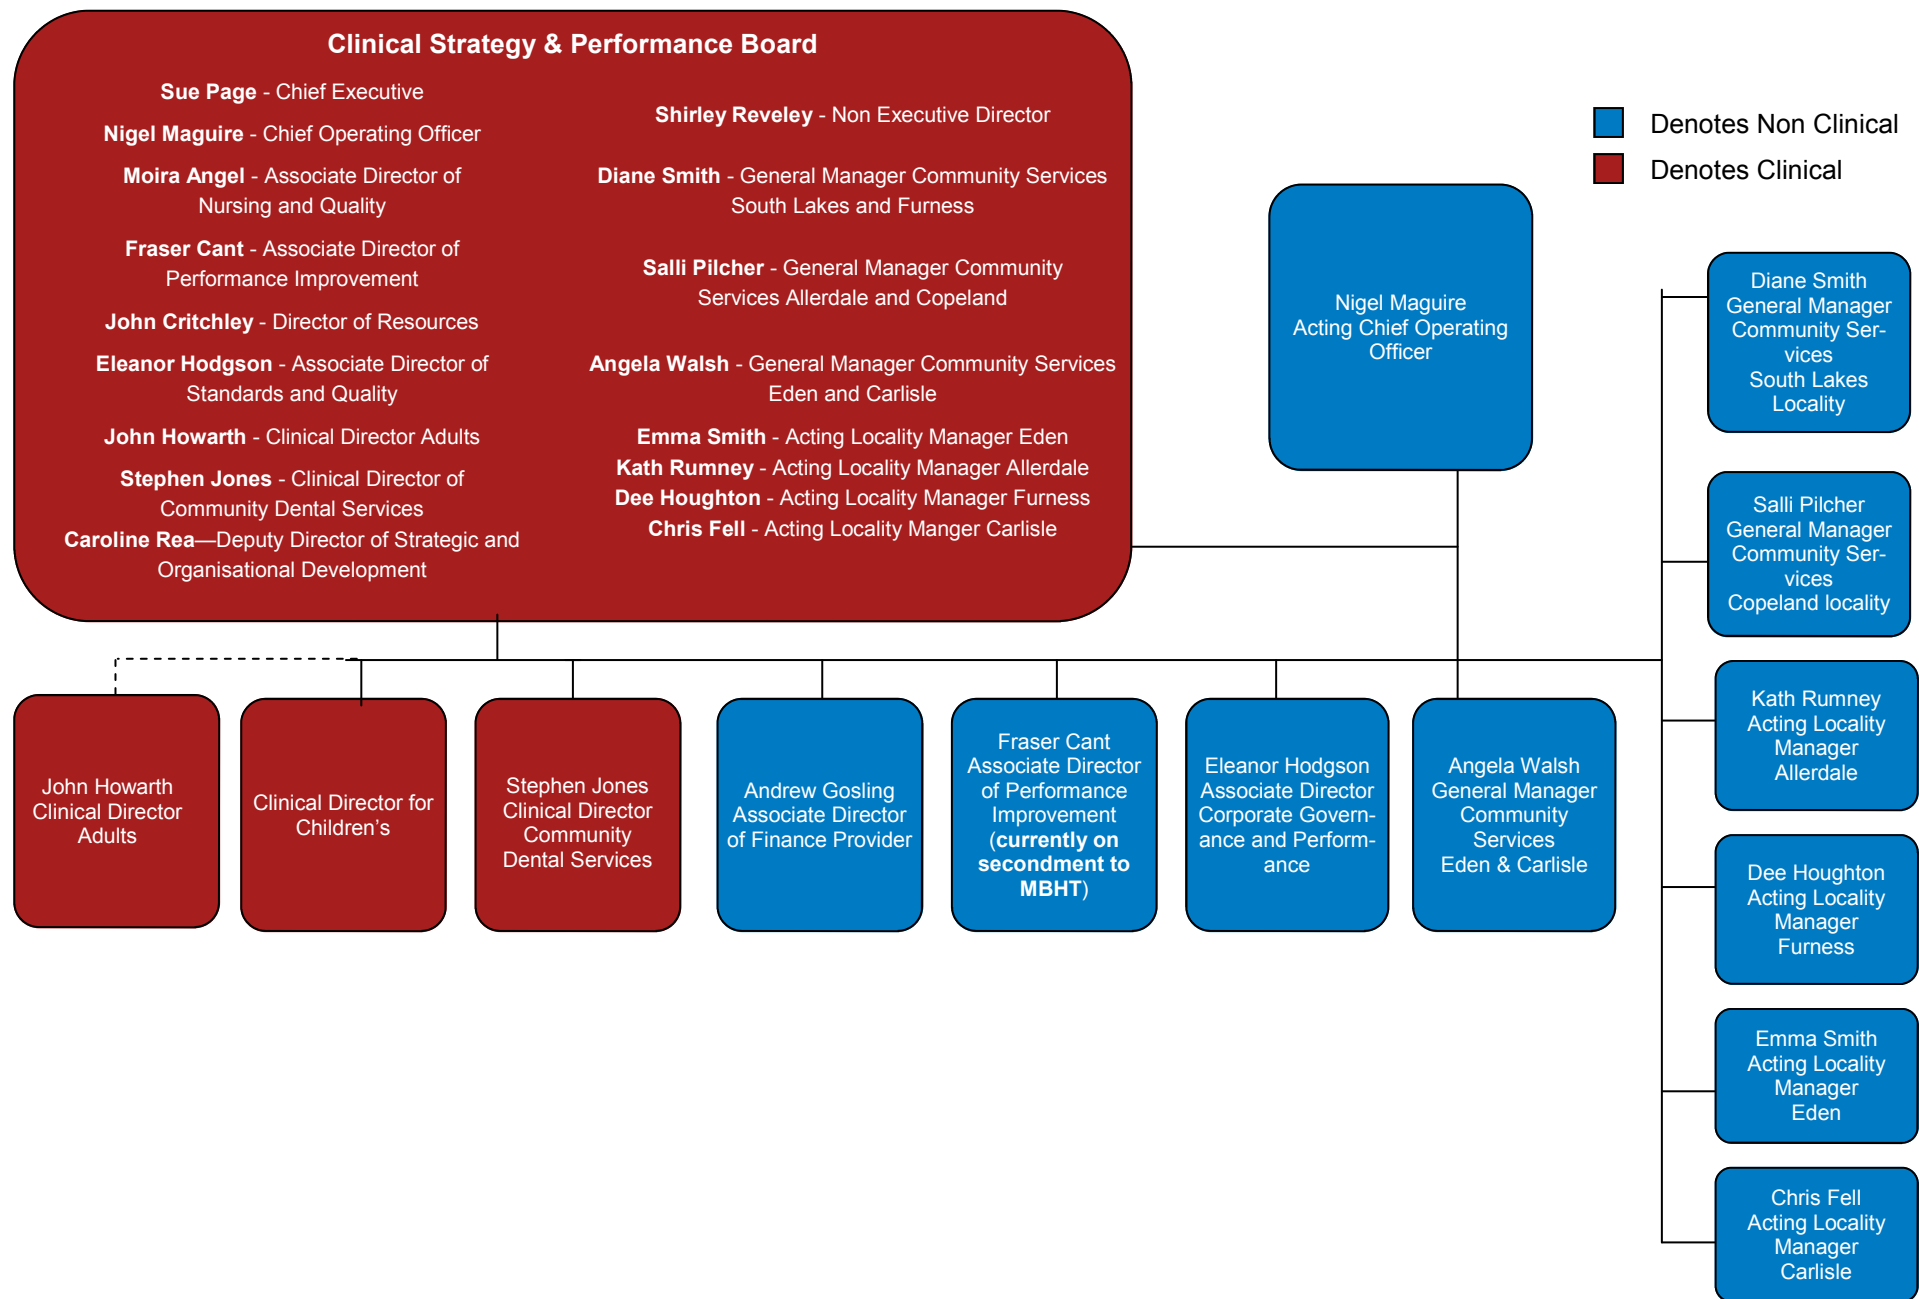 Clinical Strategy & Performance Board
Sue Page - Chief Executive
Nigel Maguire - Chief Operating Officer
Moira Angel - Associate Director of
Nursing and Quality
Fraser Cant - Associate Director of
Performance Improvement
John Critchley - Director of Resources
Eleanor Hodgson - Associate Director of
Standards and Quality
John Howarth - Clinical Director Adults
Stephen Jones - Clinical Director of
Community Dental Services
Caroline Rea—Deputy Director of Strategic and
Organisational Development
Shirley Reveley - Non Executive Director
Diane Smith - General Manager Community Services
South Lakes and Furness
Salli Pilcher - General Manager Community
Services Allerdale and Copeland
Angela Walsh - General Manager Community Services
Eden and Carlisle
Emma Smith - Acting Locality Manager Eden
Kath Rumney - Acting Locality Manager Allerdale
Dee Houghton - Acting Locality Manager Furness
Chris Fell - Acting Locality Manger Carlisle
Denotes Non Clinical
Denotes Clinical
Nigel Maguire
Acting Chief Operating
Officer
Diane Smith
General Manager
Community Ser-
vices
South Lakes
Locality
Salli Pilcher
General Manager
Community Ser-
vices
Copeland locality
Kath Rumney
Acting Locality
Manager
Allerdale
Dee Houghton
Acting Locality
Manager
Furness
Emma Smith
Acting Locality
Manager
Eden
Chris Fell
Acting Locality
Manager
Carlisle
John Howarth
Clinical Director
Adults
Clinical Director for
Children's
Stephen Jones
Clinical Director
Community
Dental Services
Andrew Gosling
Associate Director
of Finance Provider
Fraser Cant
Associate Director
of Performance
Improvement
(currently on
secondment to
MBHT)
Eleanor Hodgson
Associate Director
Corporate Govern-
ance and Perform-
ance
Angela Walsh
General Manager
Community
Services
Eden & Carlisle